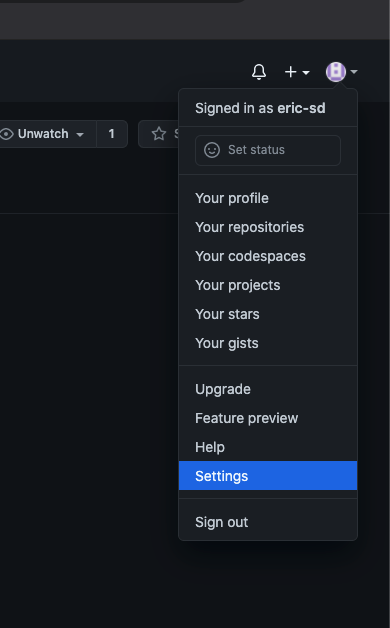 Unwatch
1
Signed in as eric-sd
Set status
Your profile
Your repositories
Your codespaces
Your projects
Your stars
Your gists
Upgrade
Feature preview
Help
Settings
Sign out